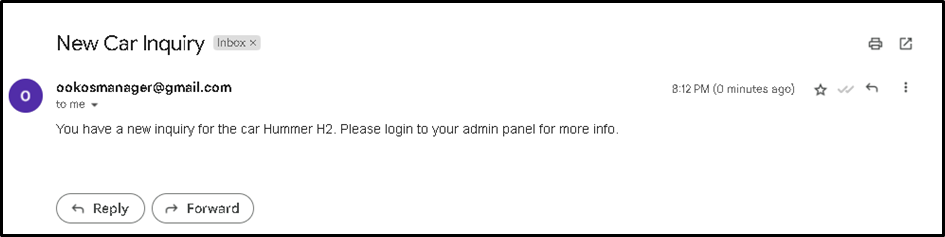 New Car Inquiry Inbox ×
O
ookosmanager@gmail.com 8:12 PM (0 minutes ago)
to me
You have a new inquiry for the car Hummer H2. Please login to your admin panel for more info.
Reply Forward